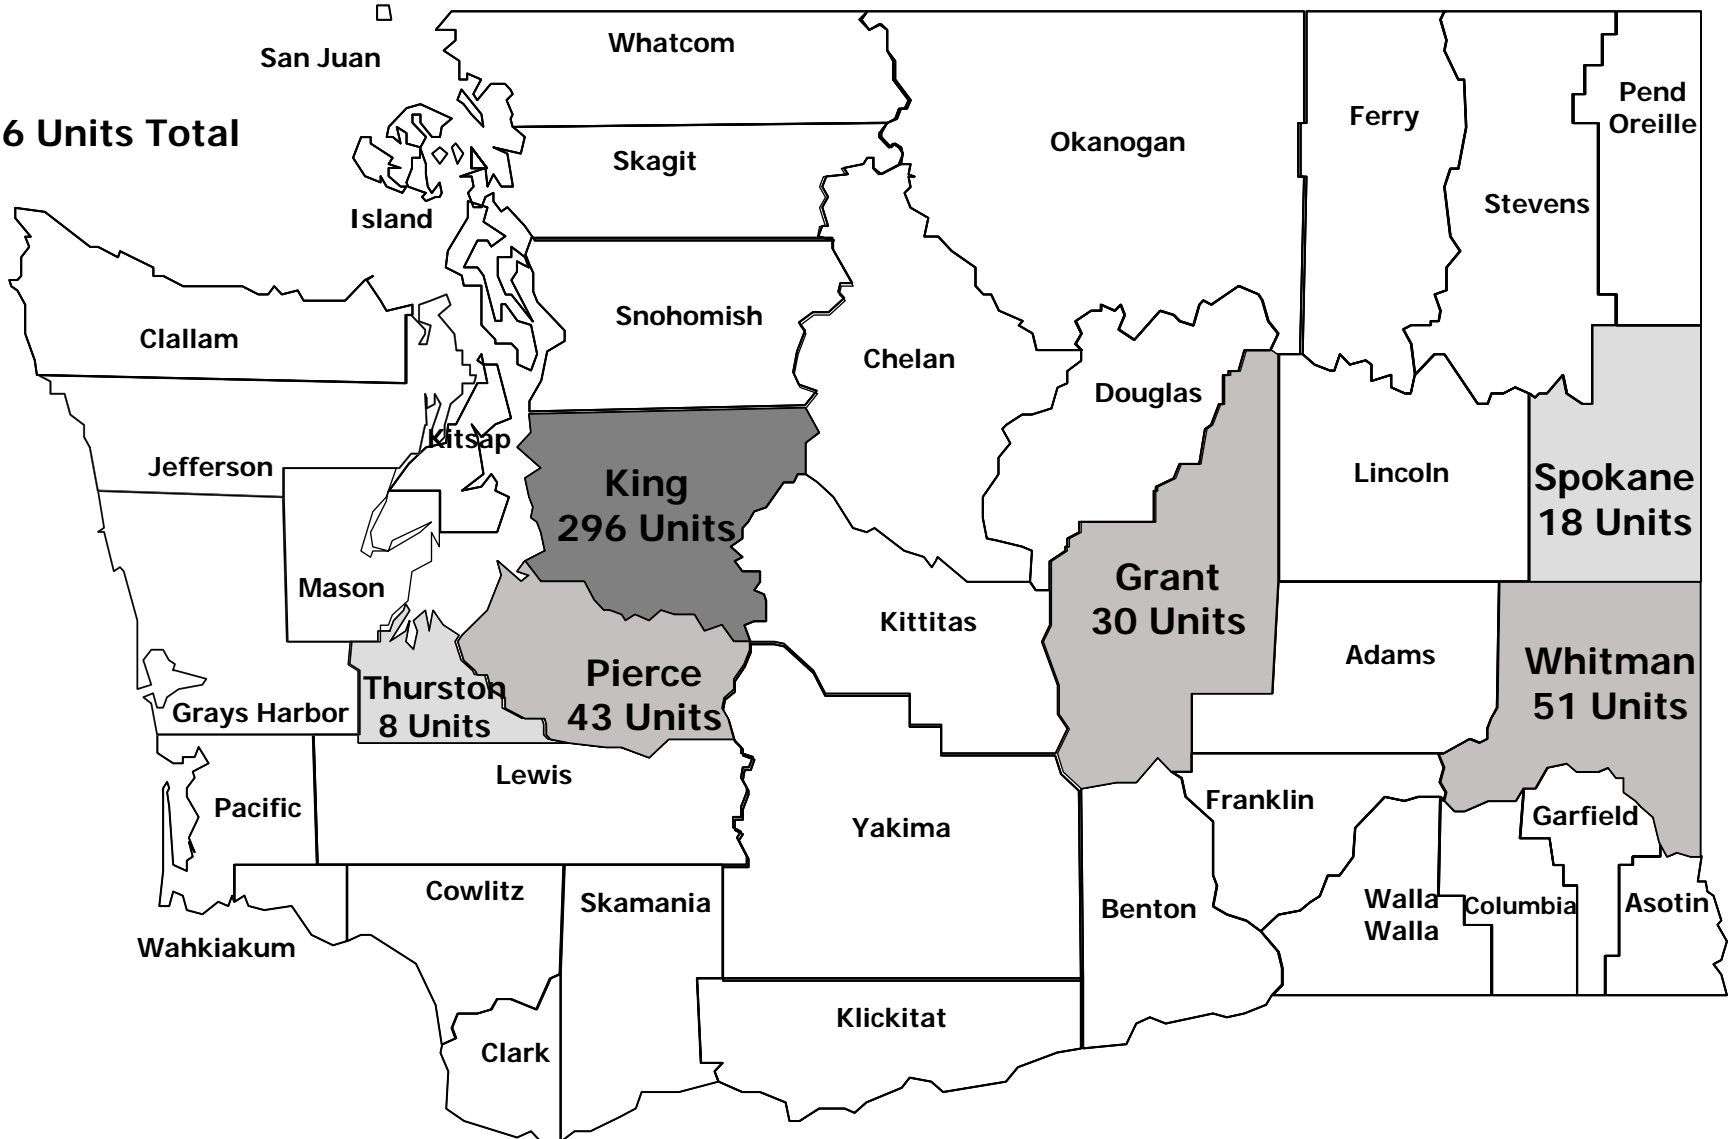 San Juan
Whatcom
6 Units Total
Skagit
Island
Okanogan
Ferry
Pend
Oreille
Stevens
Clallam
Snohomish
Chelan
Douglas
Kitsap
Jefferson
King
296 Units
Lincoln
Spokane
18 Units
Mason
Kittitas
Grant
30 Units
Adams
Whitman
51 Units
Thurston
8 Units
Pierce
43 Units
Grays Harbor
Lewis
Pacific
Yakima
Franklin
Garfield
Cowlitz
Skamania
Benton
Walla
Walla
Columbia
Asotin
Wahkiakum
Klickitat
Clark